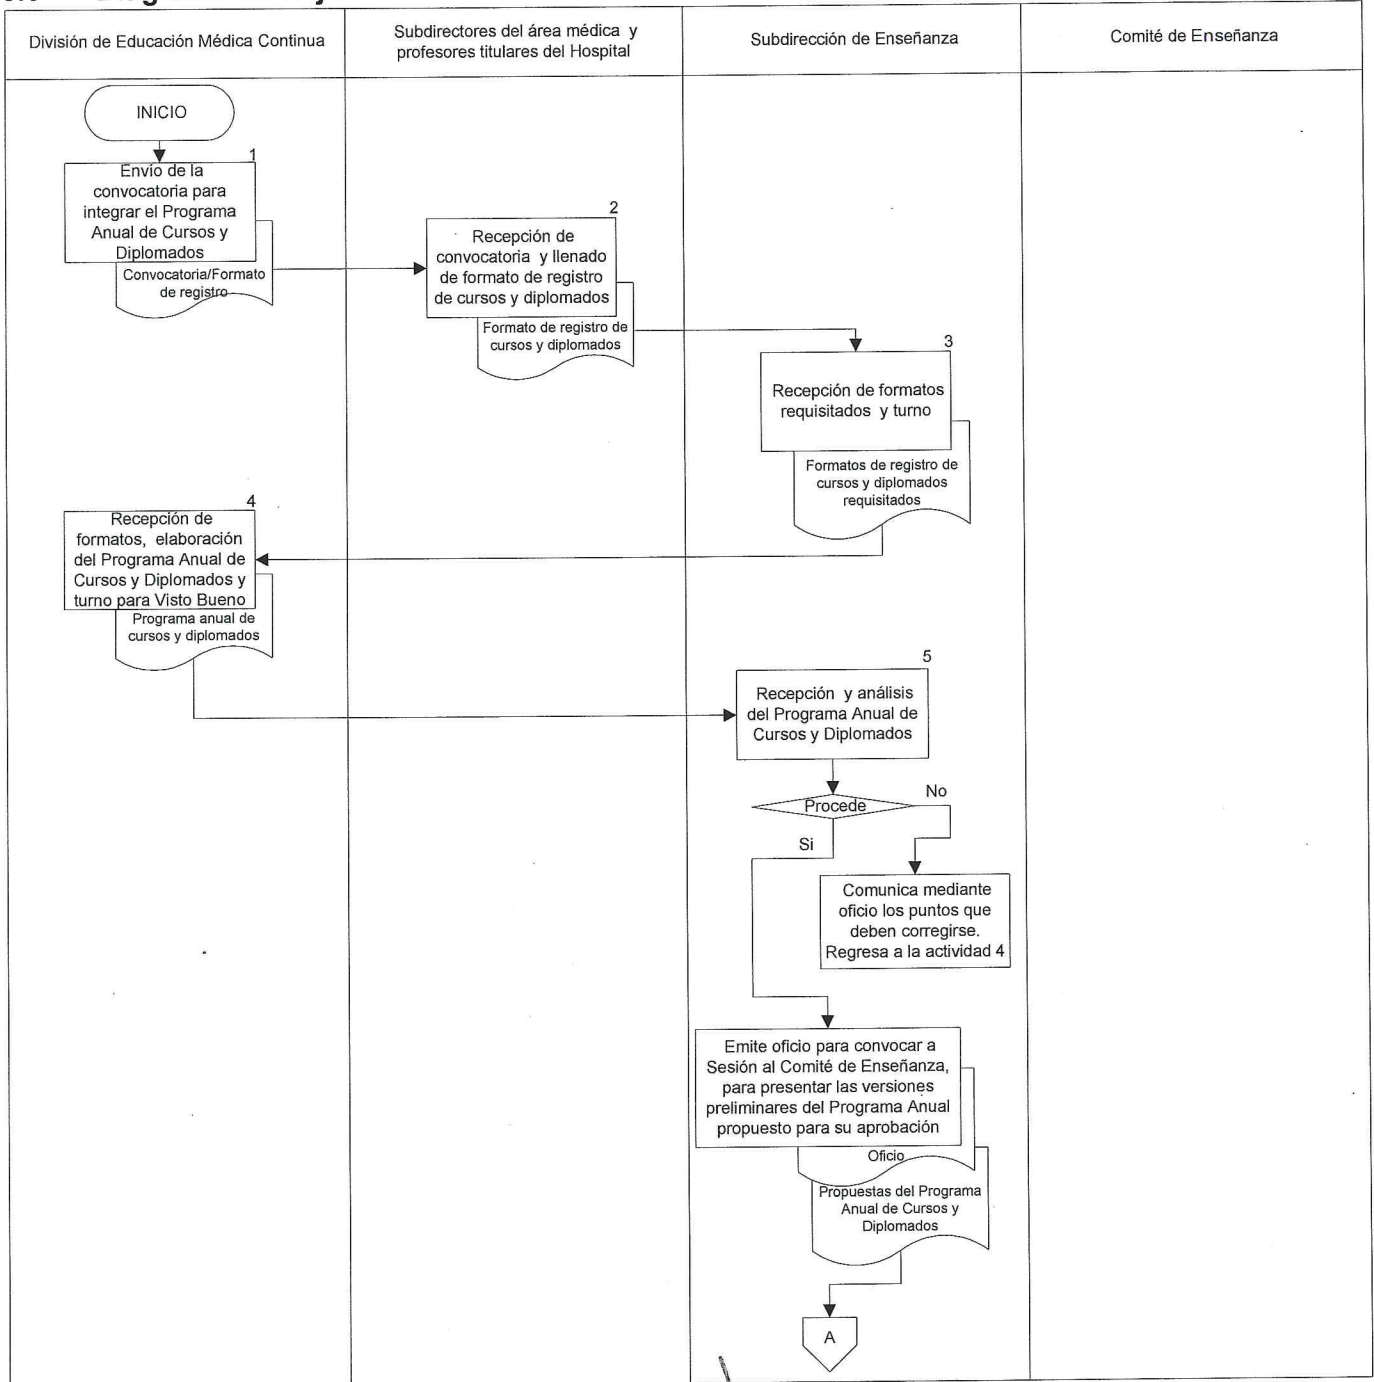 División de Educación Médica Continua
Subdirectores del área médica y
profesores titulares del Hospital
Subdirección de Enseñanza
Comité de Enseñanza
INICIO
1
Envío de la
convocatoria para
integrar el Programa
Anual de Cursos y
Diplomados
Convocatoria/Formato
de registro
2
Recepción de
convocatoria y llenado
de formato de registro
de cursos y diplomados
Formato de registro de
cursos y diplomados
3
Recepción de formatos
requisitados y turno
Formatos de registro de
cursos y diplomados
requisitados
4
Recepción de
formatos, elaboración
del Programa Anual de
Cursos y Diplomados y
turno para Visto Bueno
Programa anual de
cursos y diplomados
5
Recepción y análisis
del Programa Anual de
Cursos y Diplomados
Procede
No
Si
Comunica mediante
oficio los puntos que
deben corregirse.
Regresa a la actividad 4
Emite oficio para convocar a
Sesión al Comité de Enseñanza,
para presentar las versiones
preliminares del Programa Anual
propuesto para su aprobación
Oficio
Propuestas del Programa
Anual de Cursos y
Diplomados
A